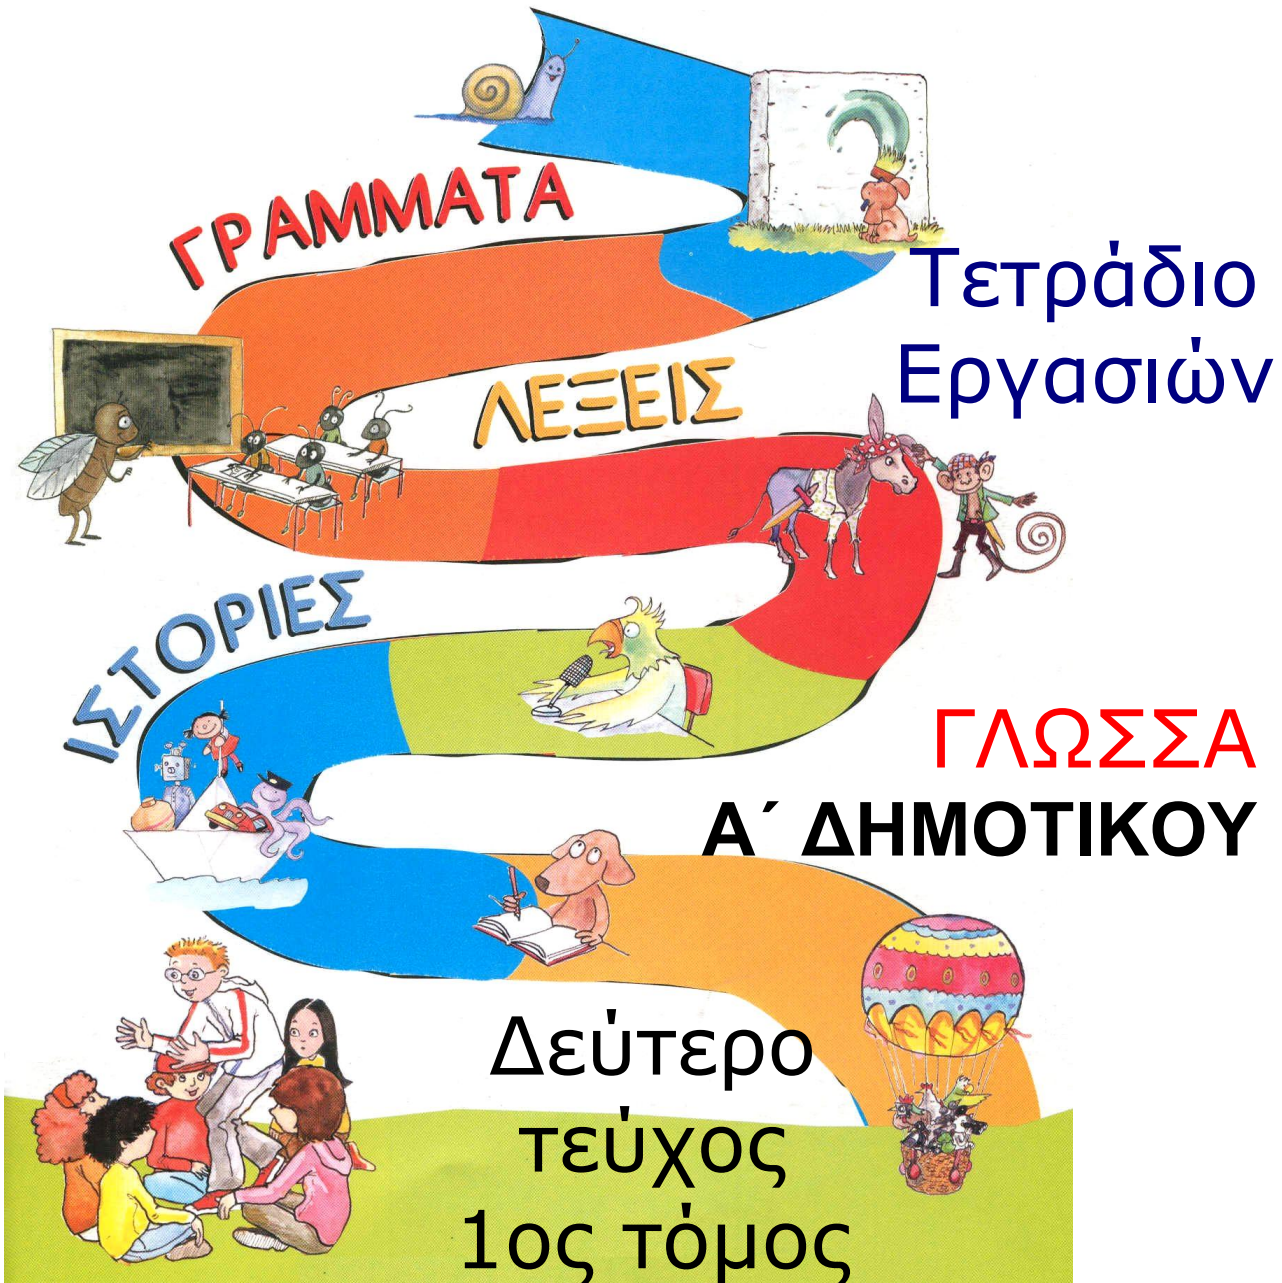 ΓΡΑΜΜΑΤΑ
Τετράδιο
Εργασιών
ΛΕΞΕΙΣ
ΙΣΤΟΡΙΕΣ
ΓΛΩΣΣΑ
Α΄ ΔΗΜΟΤΙΚΟΥ
Δεύτερο
τεύχος
1ος τόμος